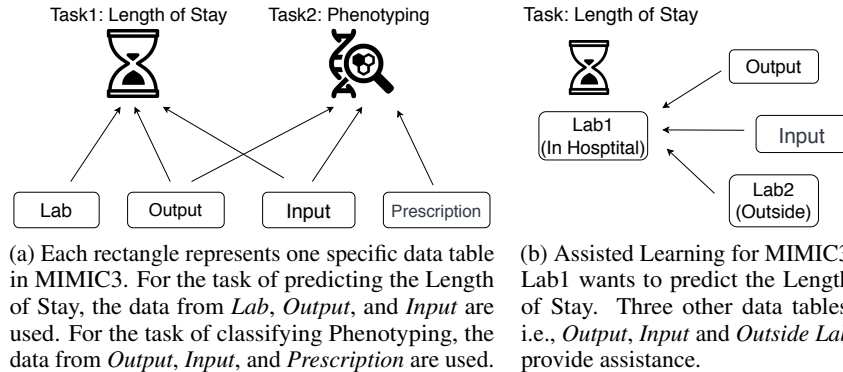 Task1: Length of Stay
Task2: Phenotyping
Lab
Output
Input
Prescription
(a) Each rectangle represents one specific data table
in MIMIC3. For the task of predicting the Length
of Stay, the data from Lab, Output, and Input are
used. For the task of classifying Phenotyping, the
data from Output, Input, and Prescription are used.
Task: Length of Stay
Output
Lab1
(In Hosptital)
Input
Lab2
(Outside)
(b) Assisted Learning for MIMIC3
Lab1 wants to predict the Length
of Stay. Three other data tables
i.e., Output, Input and Outside Lab
provide assistance.